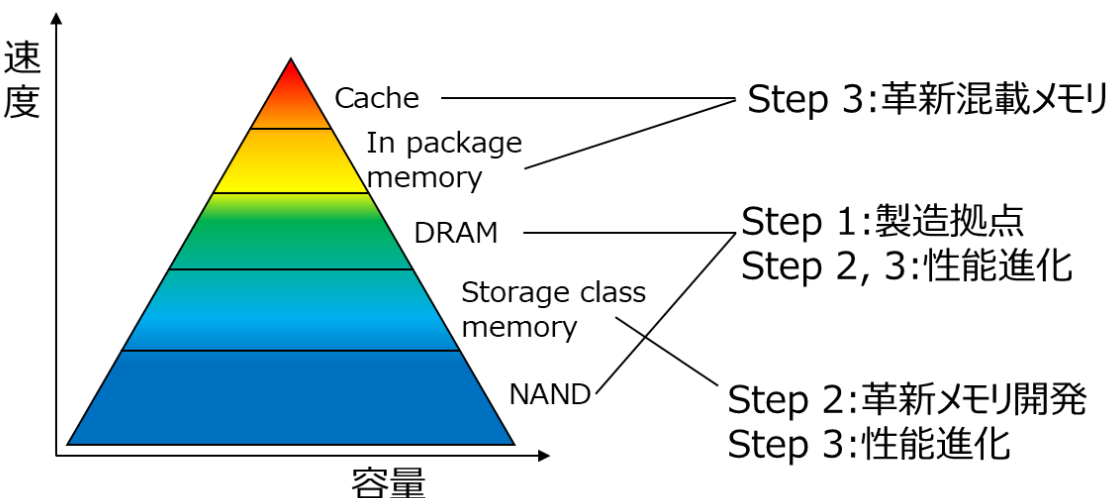 速
度
Cache
In package
memory
DRAM
Storage class
memory
NAND
容量
Step 3:革新混載メモリ
Step 1:製造拠点
Step 2, 3:性能進化
Step 2:革新メモリ開発
Step 3:性能進化